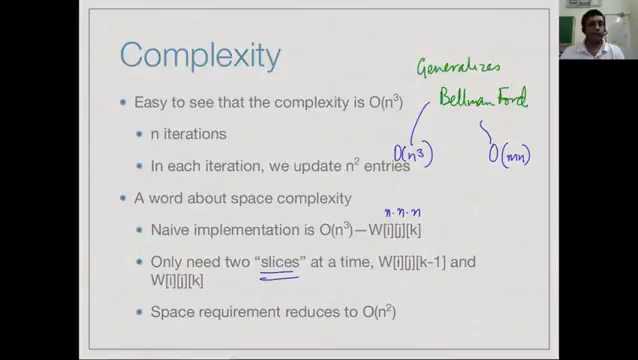 Complexity
Generalizes
Bellman Ford
O(n³) O(mn)
• Easy to see that the complexity is O(n³)
• n iterations
• In each iteration, we update n² entries
• A word about space complexity
n·n·n
• Naive implementation is O(n³)—W[i][j][k]
• Only need two “slices” at a time, W[i][j][k-1] and
W[i][j][k]
• Space requirement reduces to O(n²)